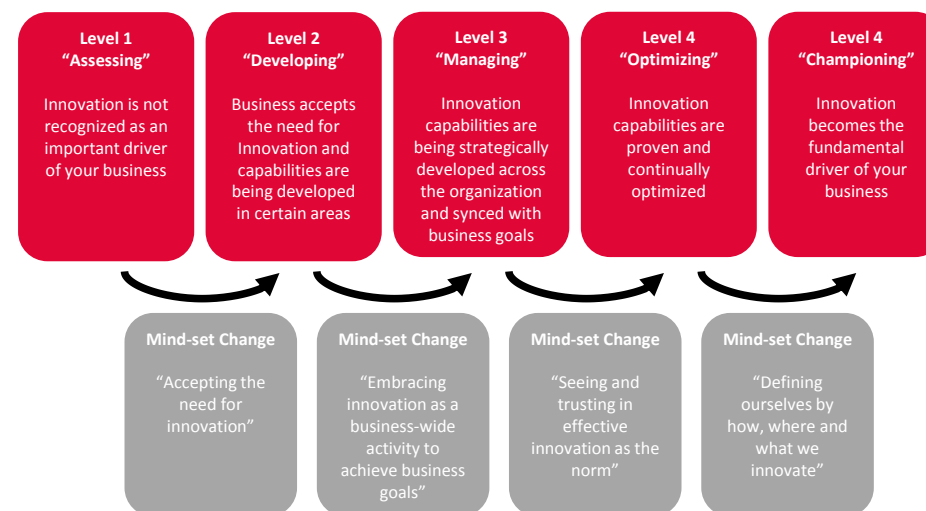 Level 1
“Assessing”
Innovation is not
recognized as an
important driver
of your business
Level 2
“Developing”
Business accepts
the need for
Innovation and
capabilities are
being developed
in certain areas
Level 3
“Managing”
Innovation
capabilities are
being strategically
developed across
the organization
and synced with
business goals
Level 4
“Optimizing”
Innovation
capabilities are
proven and
continually
optimized
Level 4
“Championing”
Innovation
becomes the
fundamental
driver of your
business
Mind-set Change
“Accepting the
need for
innovation”
Mind-set Change
“Embracing
innovation as a
business-wide
activity to
achieve business
goals”
Mind-set Change
“Seeing and
trusting in
effective
innovation as the
norm”
Mind-set Change
“Defining
ourselves by
how, where and
what we
innovate”